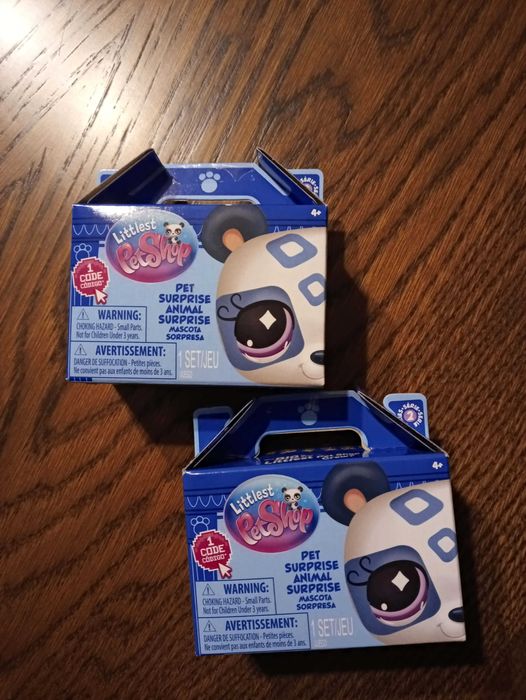 SÉRIE
4+
Littlest
PetShop
1
CODE
CÓDIGO
PET
SURPRISE
ANIMAL
SURPRISE
MASCOTA
SORPRESA
WARNING:
CHOKING HAZARD - Small Parts.
Not for Children Under 3 years.
AVERTISSEMENT:
DANGER DE SUFFOCATION - Petites pièces.
Ne convient pas aux enfants de moins de 3 ans.
1 SET/JEU
SÉRIE
4+
Littlest
PetShop
1
CODE
CÓDIGO
PET
SURPRISE
ANIMAL
SURPRISE
MASCOTA
SORPRESA
WARNING:
CHOKING HAZARD - Small Parts.
Not for Children Under 3 years.
AVERTISSEMENT:
DANGER DE SUFFOCATION - Petites pièces.
Ne convient pas aux enfants de moins de 3 ans.
1 SET/JEU